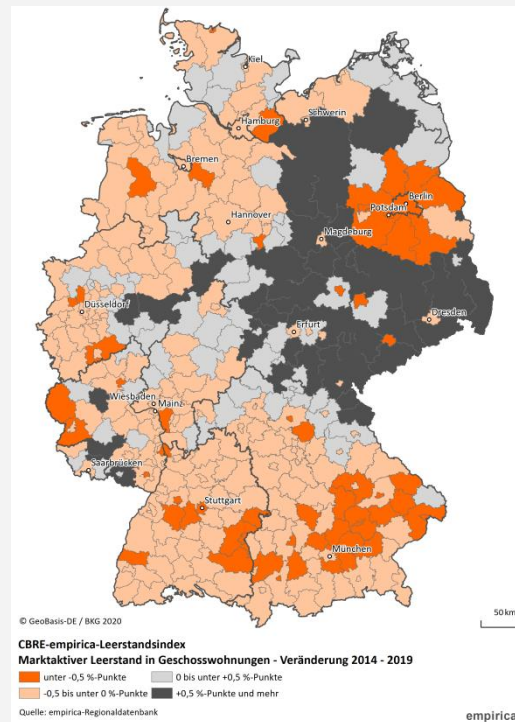 Kiel
Schwerin
Hamburg
Bremen
Berlin
Potsdam
Hannover
Magdeburg
Düsseldorf
Erfurt
Dresden
Wiesbaden
Mainz
Saarbrücken
Stuttgart
München
50 km
© GeoBasis-DE / BKG 2020
CBRE-empirica-Leerstandsindex
Marktaktiver Leerstand in Geschosswohnungen - Veränderung 2014 - 2019
unter -0,5 %-Punkte 0 bis unter +0,5 %-Punkte
-0,5 bis unter 0 %-Punkte +0,5 %-Punkte und mehr
Quelle: empirica-Regionaldatenbank
empirica